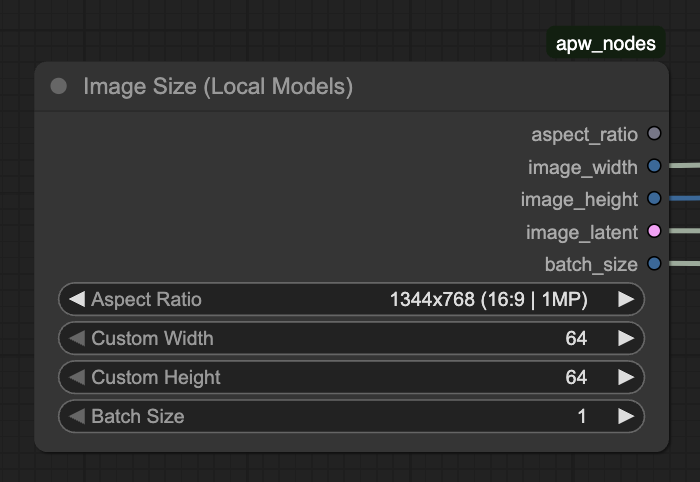 apw_nodes
Image Size (Local Models)
aspect_ratio
image_width
image_height
image_latent
batch_size
Aspect Ratio 1344x768 (16:9 | 1MP)
Custom Width 64
Custom Height 64
Batch Size 1